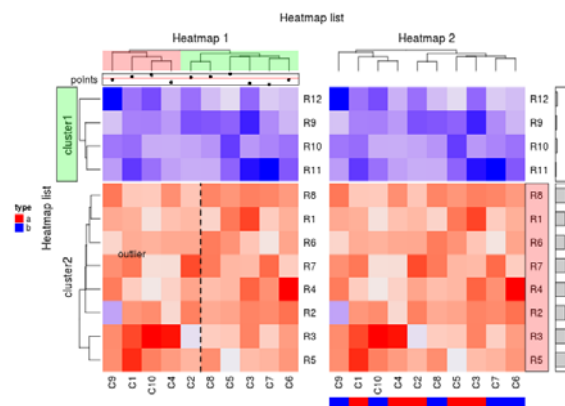 Heatmap list
Heatmap 1
Heatmap 2
points
cluster1
R12
R9
R10
R11
R12
R9
R10
R11
Heatmap list
type
a
b
cluster2
outlier
R8
R1
R6
R7
R4
R2
R3
R5
R8
R1
R6
R7
R4
R2
R3
R5
C9 C1 C10 C4 C2 C8 C5 C3 C7 C6
C9 C1 C10 C4 C2 C8 C5 C3 C7 C6